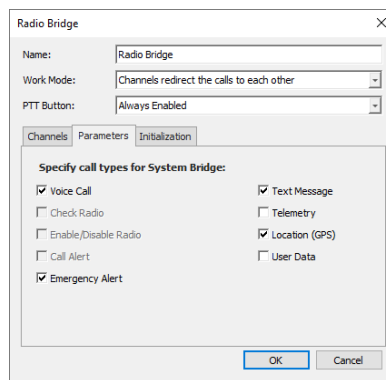 Radio Bridge
Name: Radio Bridge
Work Mode: Channels redirect the calls to each other
PTT Button: Always Enabled
Channels Parameters Initialization
Specify call types for System Bridge:
Voice Call Text Message
Check Radio Telemetry
Enable/Disable Radio Location (GPS)
Call Alert User Data
Emergency Alert
OK Cancel